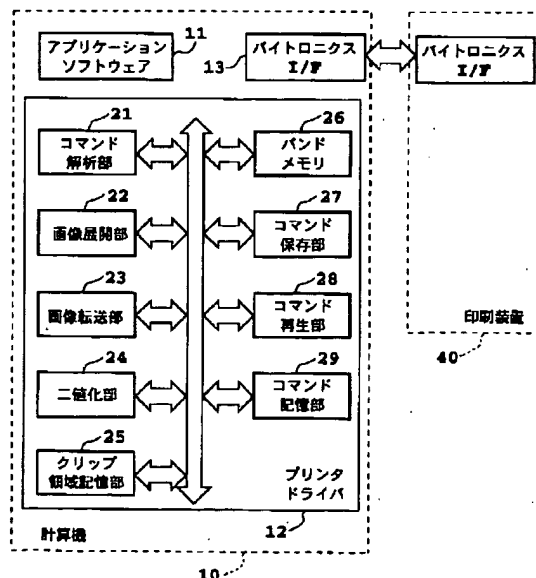 アプリケーション
ソフトウェア
11
13
バイトロニクス
I/F
バイトロニクス
I/F
21
コマンド
解析部
26
バンド
メモリ
22
画像展開部
27
コマンド
保存部
23
画像転送部
28
コマンド
再生部
印刷装置
40
24
二値化部
29
コマンド
記憶部
25
クリップ
領域記憶部
プリンタ
ドライバ
12
計算機
10